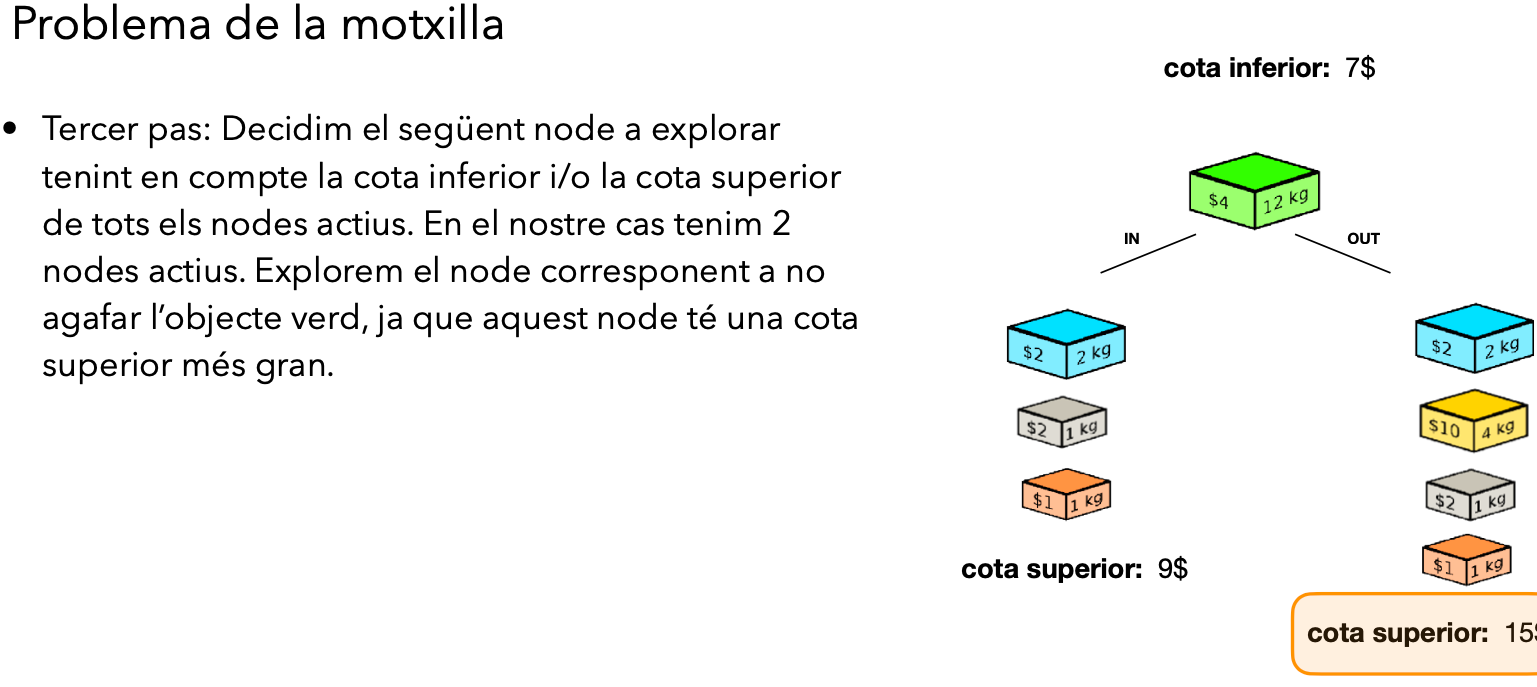 Problema de la motxilla
cota inferior: 7$
• Tercer pas: Decidim el següent node a explorar
tenint en compte la cota inferior i/o la cota superior
de tots els nodes actius. En el nostre cas tenim 2
nodes actius. Explorem el node corresponent a no
agafar l’objecte verd, ja que aquest node té una cota
superior més gran.
$4 12 kg
IN OUT
$2 2 kg
$2 1 kg
$1 1 kg
cota superior: 9$
$2 2 kg
$10 4 kg
$2 1 kg
$1 1 kg
cota superior: 15$